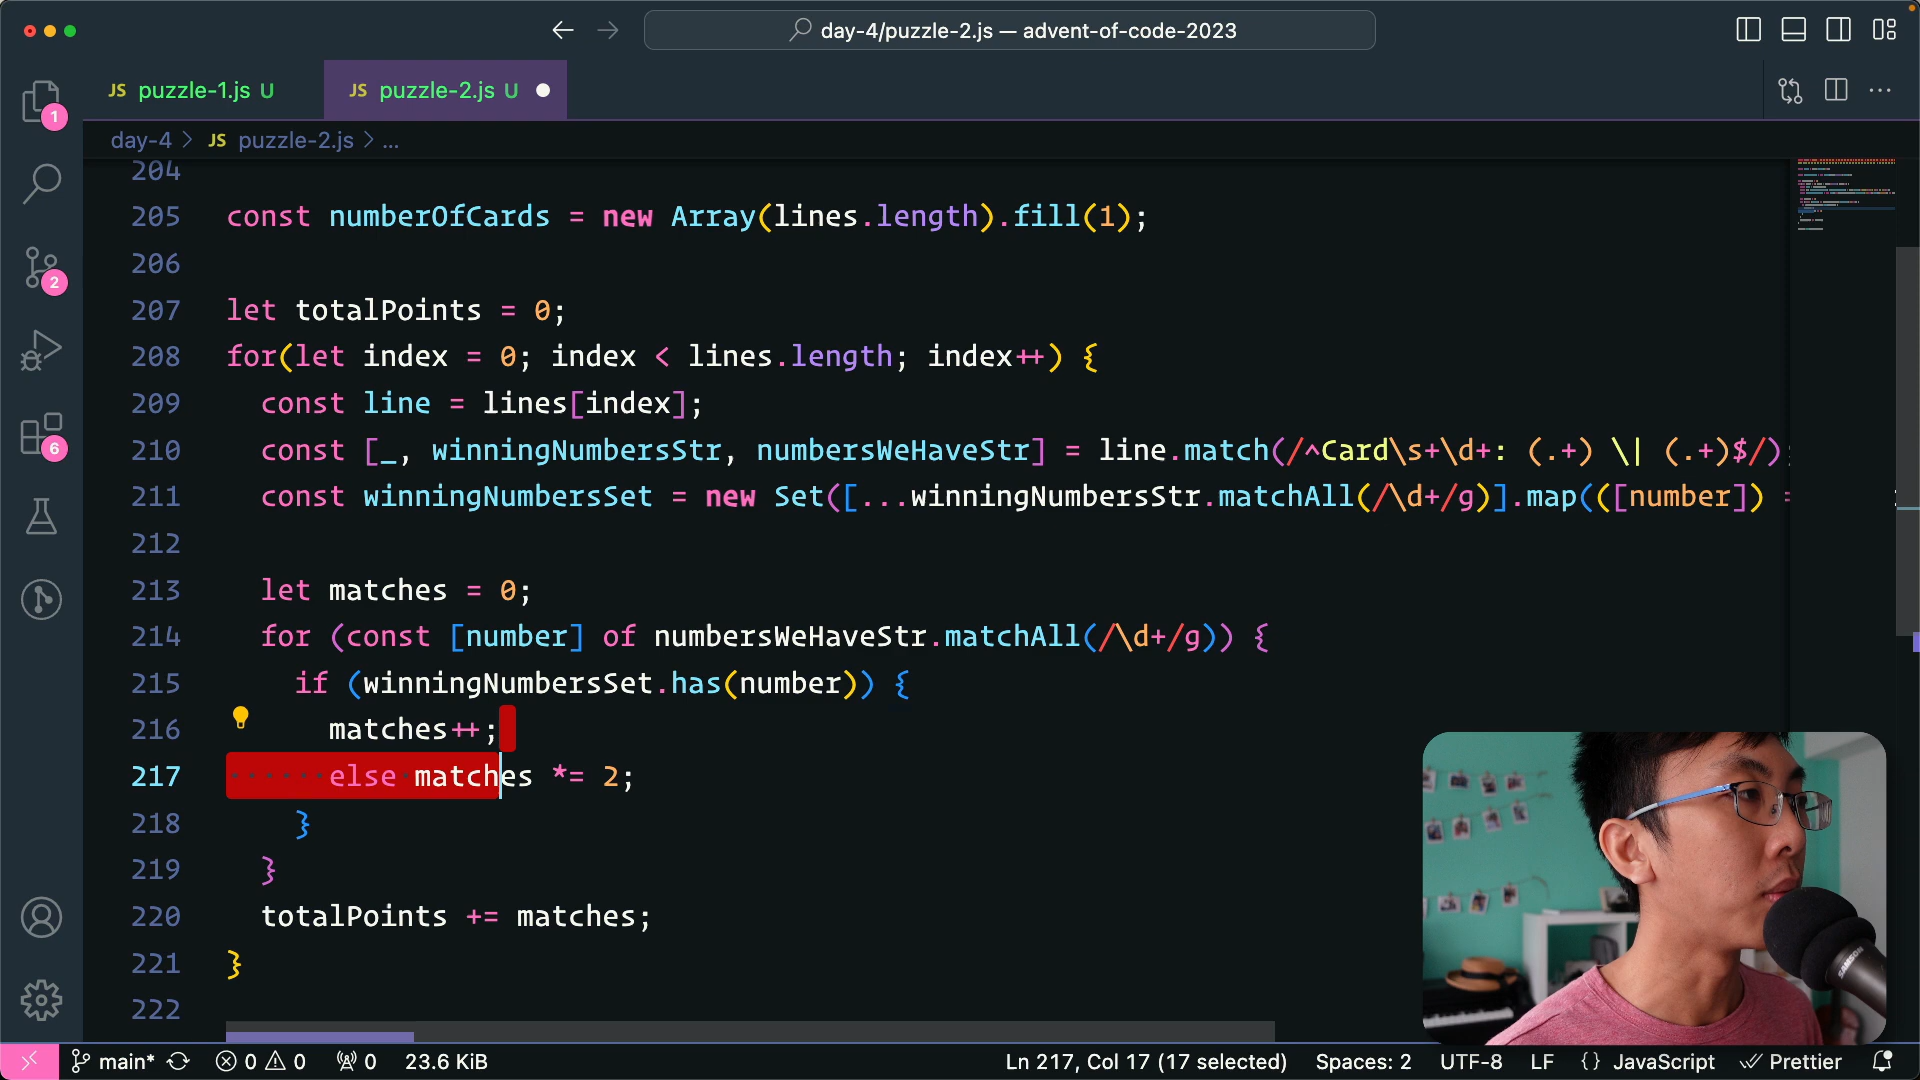 day-4/puzzle-2.js — advent-of-code-2023
JS puzzle-1.js U
JS puzzle-2.js U
day-4 > JS puzzle-2.js > ...
1
2
6
204
205 const numberOfCards = new Array(lines.length).fill(1);
206
207 let totalPoints = 0;
208 for(let index = 0; index < lines.length; index++) {
209 const line = lines[index];
210 const [_, winningNumbersStr, numbersWeHaveStr] = line.match(/^Card\s+\d+: (.+) \| (.+)$/);
211 const winningNumbersSet = new Set([...winningNumbersStr.matchAll(/\d+/g)].map(([number]) =
212
213 let matches = 0;
214 for (const [number] of numbersWeHaveStr.matchAll(/\d+/g)) {
215 if (winningNumbersSet.has(number)) {
216 matches++;
217 else matches *= 2;
218 }
219 }
220 totalPoints += matches;
221 }
222
SAMSON
main* 0 0 0 23.6 KiB Ln 217, Col 17 (17 selected) Spaces: 2 UTF-8 LF {} JavaScript Prettier